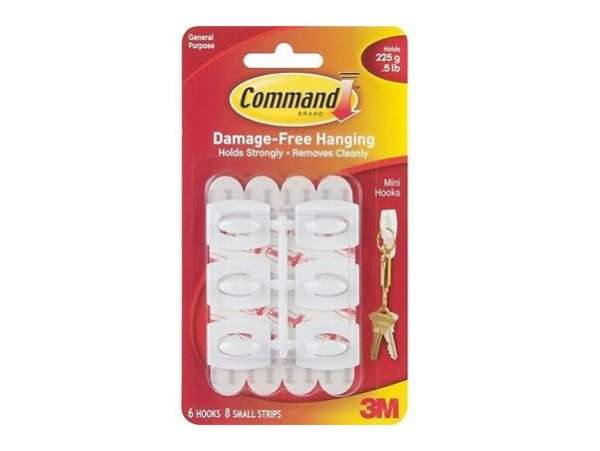 General
Purpose
Holds
225 g
.5 lb
Command
BRAND
Damage-Free Hanging
Holds Strongly • Removes Cleanly
Mini
Hooks
6 HOOKS 8 SMALL STRIPS
3M